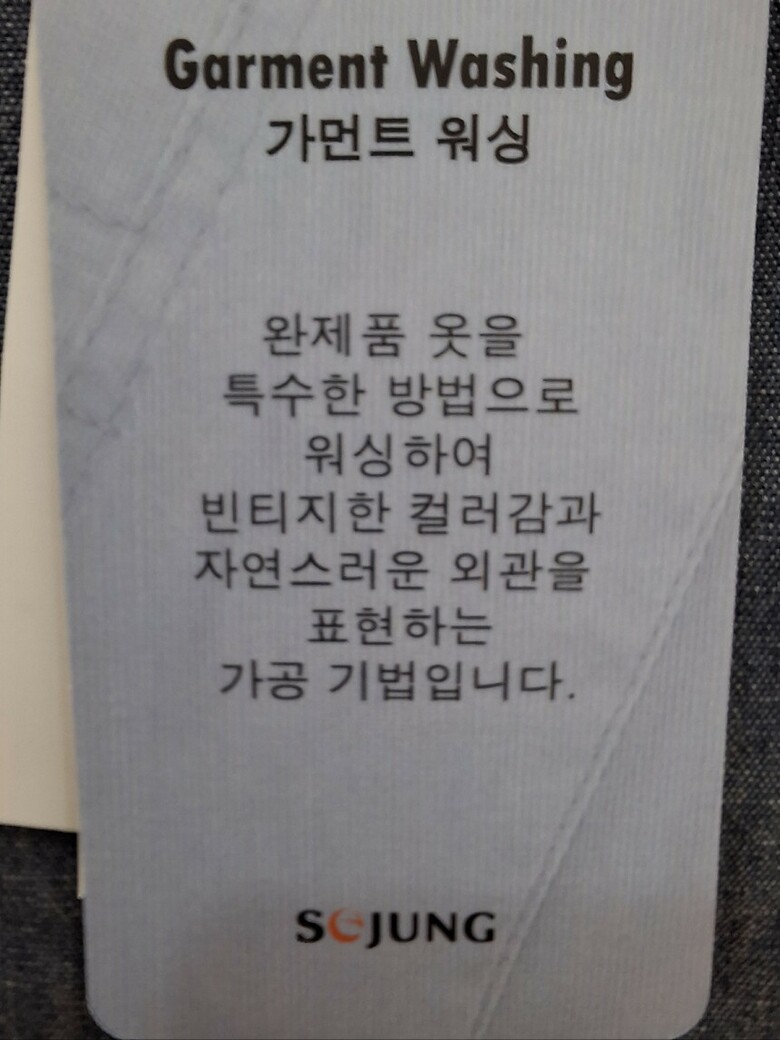 Garment Washing
가먼트 워싱
완제품 옷을
특수한 방법으로
워싱하여
빈티지한 컬러감과
자연스러운 외관을
표현하는
가공 기법입니다.
SeJUNG